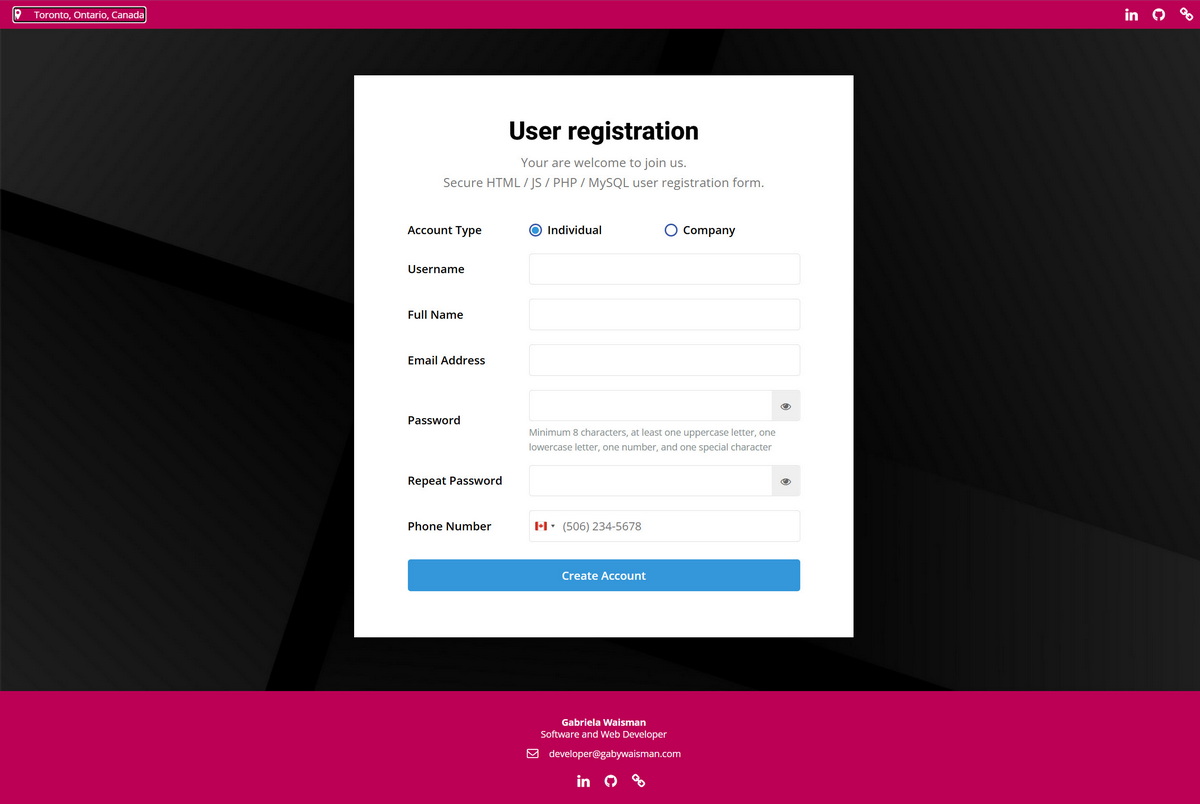 Toronto, Ontario, Canada
User registration
Your are welcome to join us.
Secure HTML / JS / PHP / MySQL user registration form.
Account Type
Individual
Company
Username
Full Name
Email Address
Password
Minimum 8 characters, at least one uppercase letter, one
lowercase letter, one number, and one special character
Repeat Password
Phone Number
(506) 234-5678
Create Account
Gabriela Waisman
Software and Web Developer
developer@gabywaisman.com